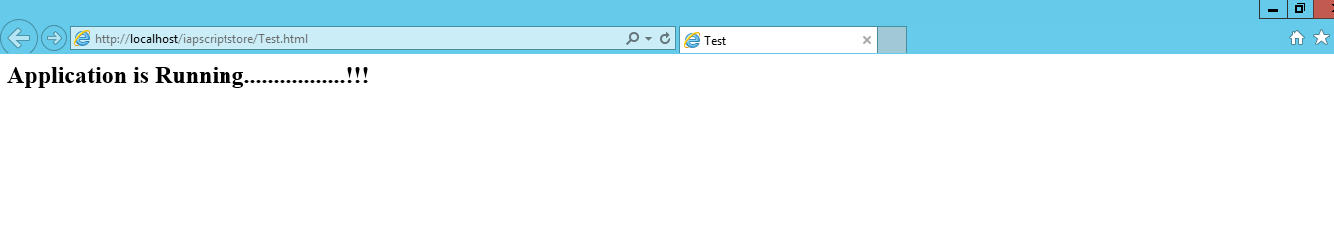 http://localhost/iapscriptstore/Test.html
Test
Application is Running.................!!!